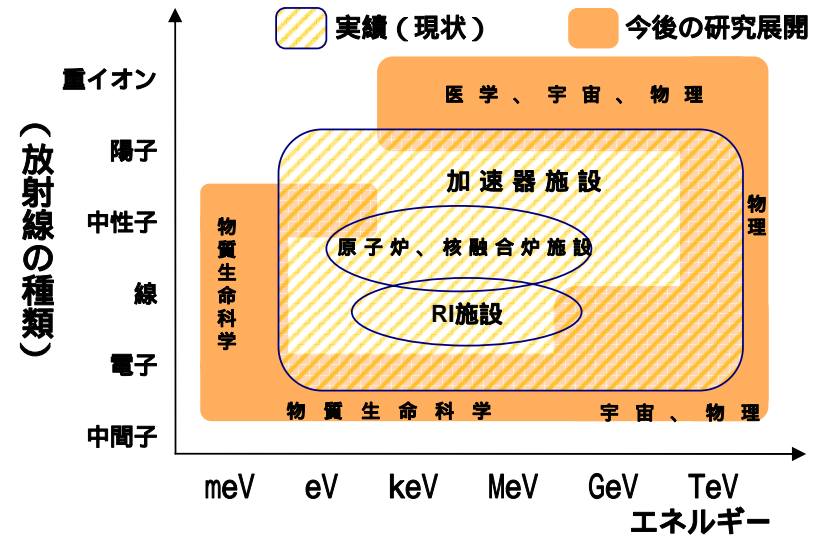 実績（現状）
今後の研究展開
重イオン
陽子
中性子
線
電子
中間子
（放射線の種類）
医学、宇宙、物理
加速器施設
物理
原子炉、核融合炉施設
RI施設
物質生命科学
物質生命科学
宇宙、物理
meV eV keV MeV GeV TeV
エネルギー